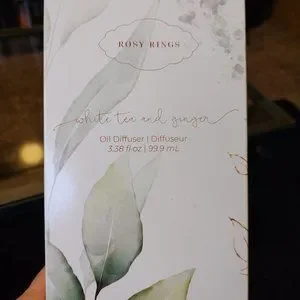 ROSY RINGS
white tea and ginger
Oil Diffuser | Diffuseur
3.38 fl oz | 99.9 mL